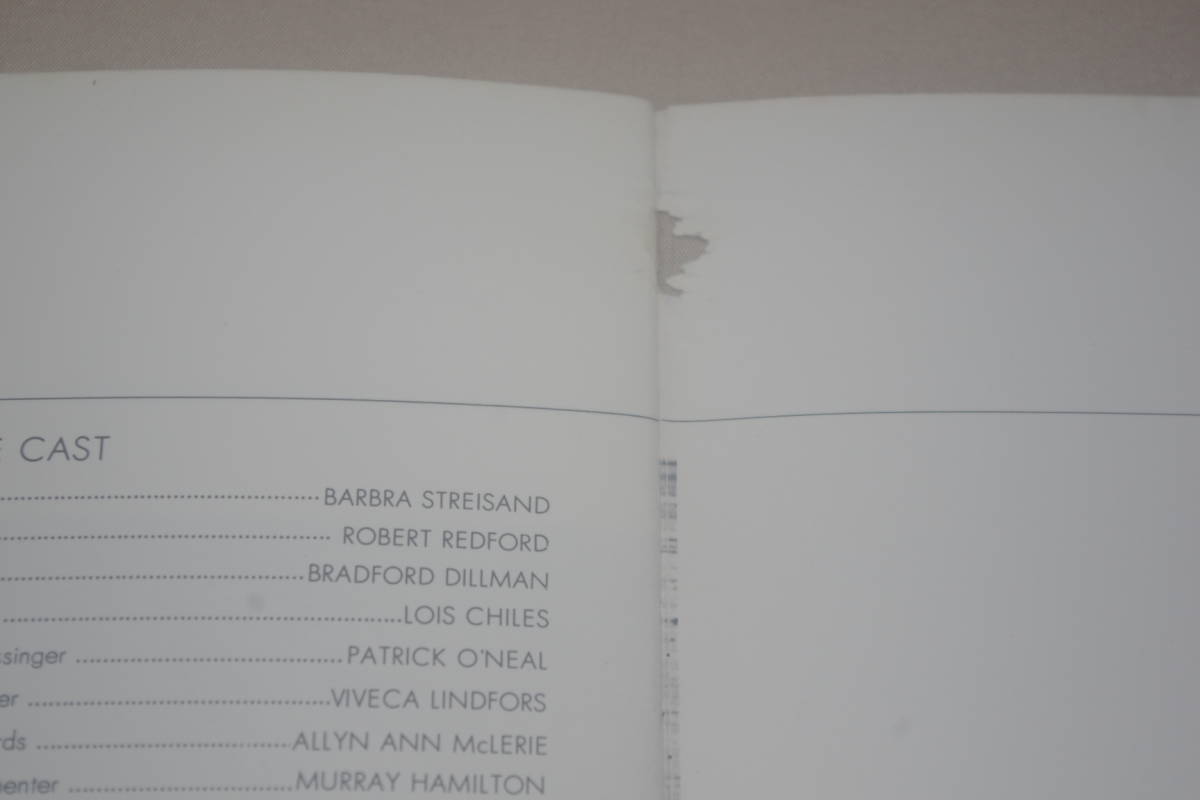 CAST
........ BARBRA STREISAND
........ ROBERT REDFORD
........ BRADFORD DILLMAN
........ LOIS CHILES
ssinger ........ PATRICK O'NEAL
er ........ VIVECA LINDFORS
rds ........ ALLYN ANN McLERIE
enter ........ MURRAY HAMILTON